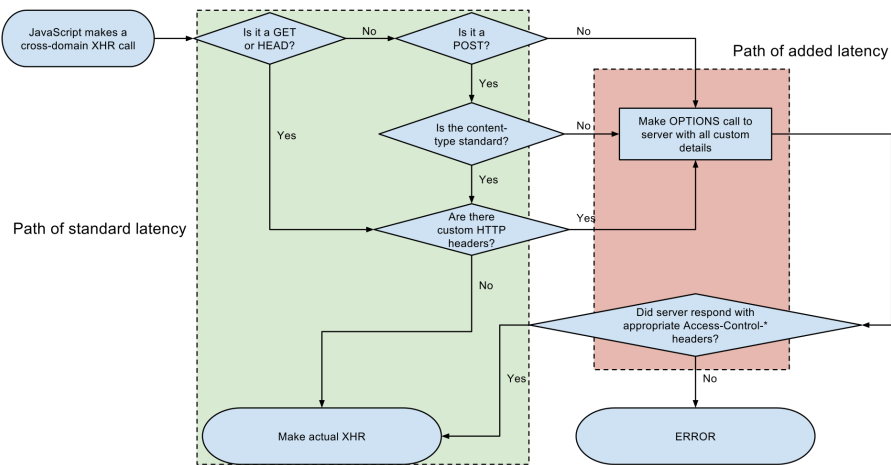 JavaScript makes a
cross-domain XHR call
Is it a GET
or HEAD?
No
Is it a
POST?
No
Path of added latency
Yes
Yes
Is the content-
type standard?
No
Make OPTIONS call to
server with all custom
details
Yes
Path of standard latency
Are there
custom HTTP
headers?
Yes
No
Did server respond with
appropriate Access-Control-*
headers?
Yes
No
Make actual XHR
ERROR